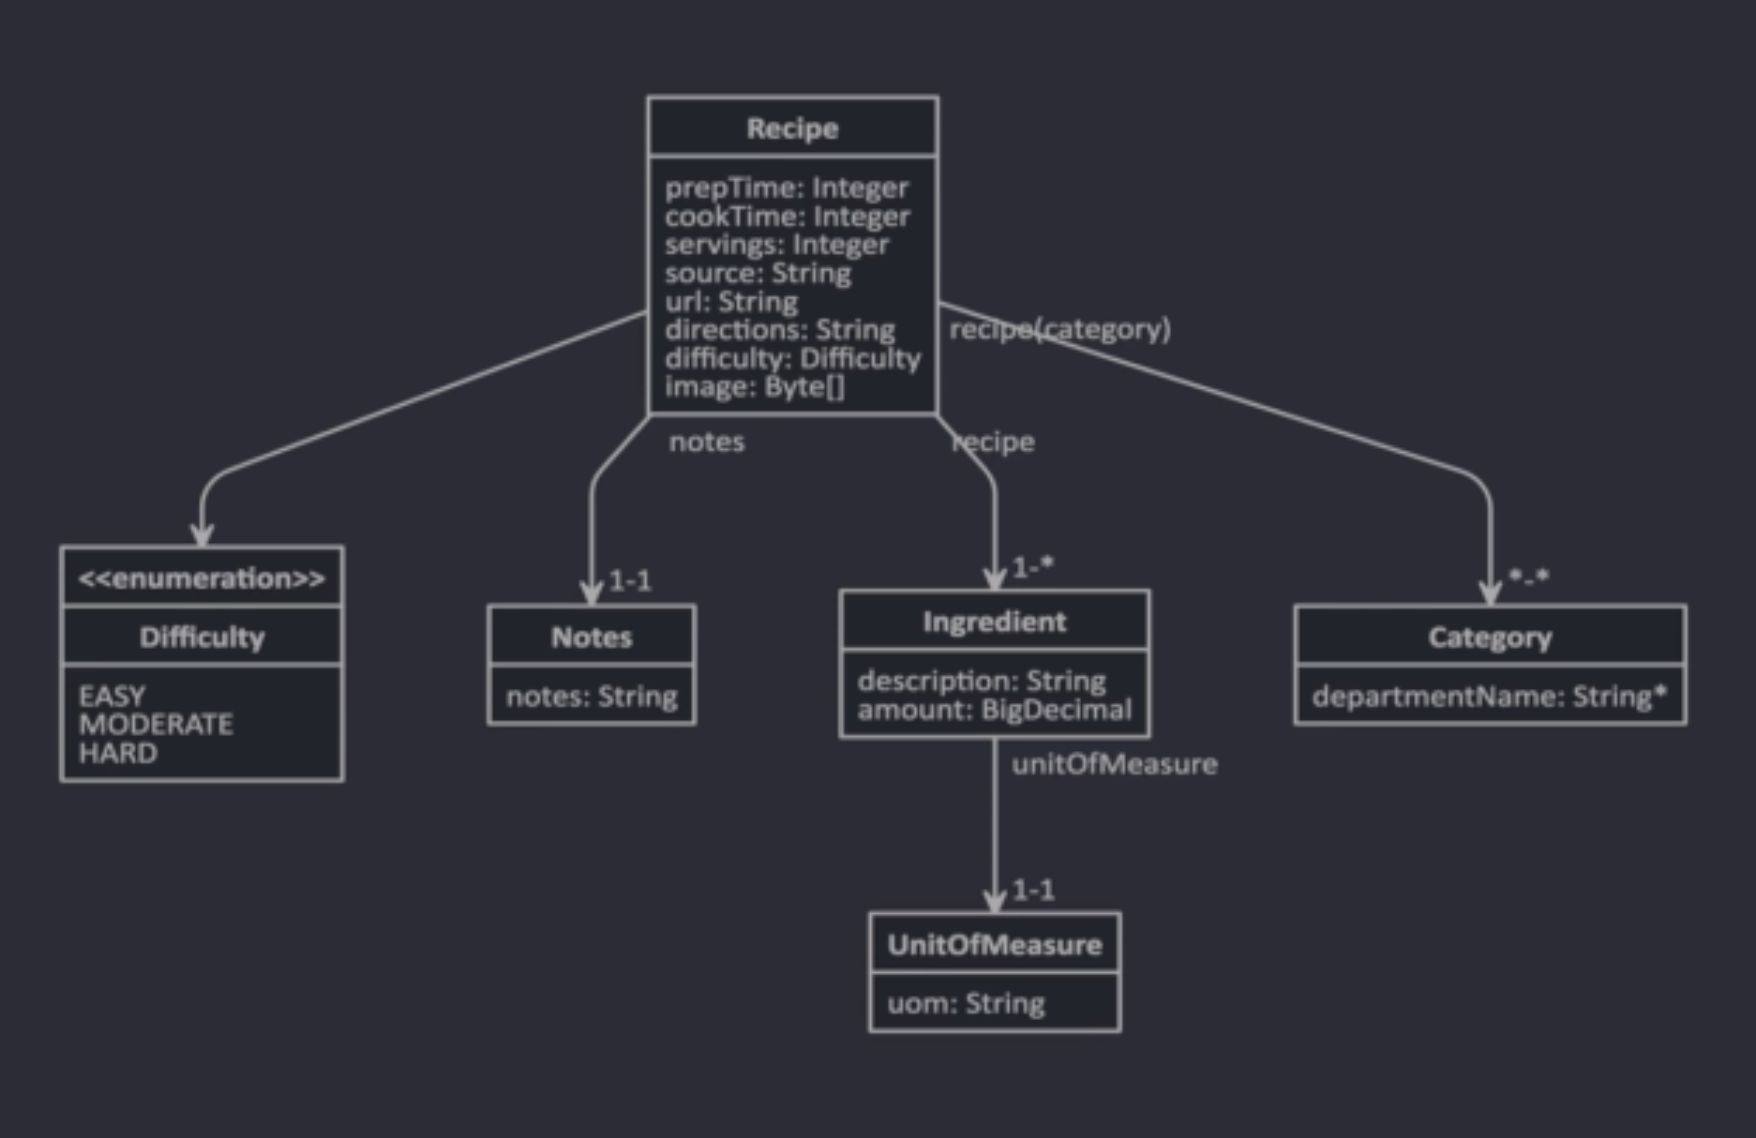 Recipe
prepTime: Integer
cookTime: Integer
servings: Integer
source: String
url: String
directions: String
difficulty: Difficulty
image: Byte[]
recipe(category)
notes
recipe
<<enumeration>>
Difficulty
EASY
MODERATE
HARD
1-1
Notes
notes: String
1-*
Ingredient
description: String
amount: BigDecimal
*-*
Category
departmentName: String*
unitOfMeasure
1-1
UnitOfMeasure
uom: String